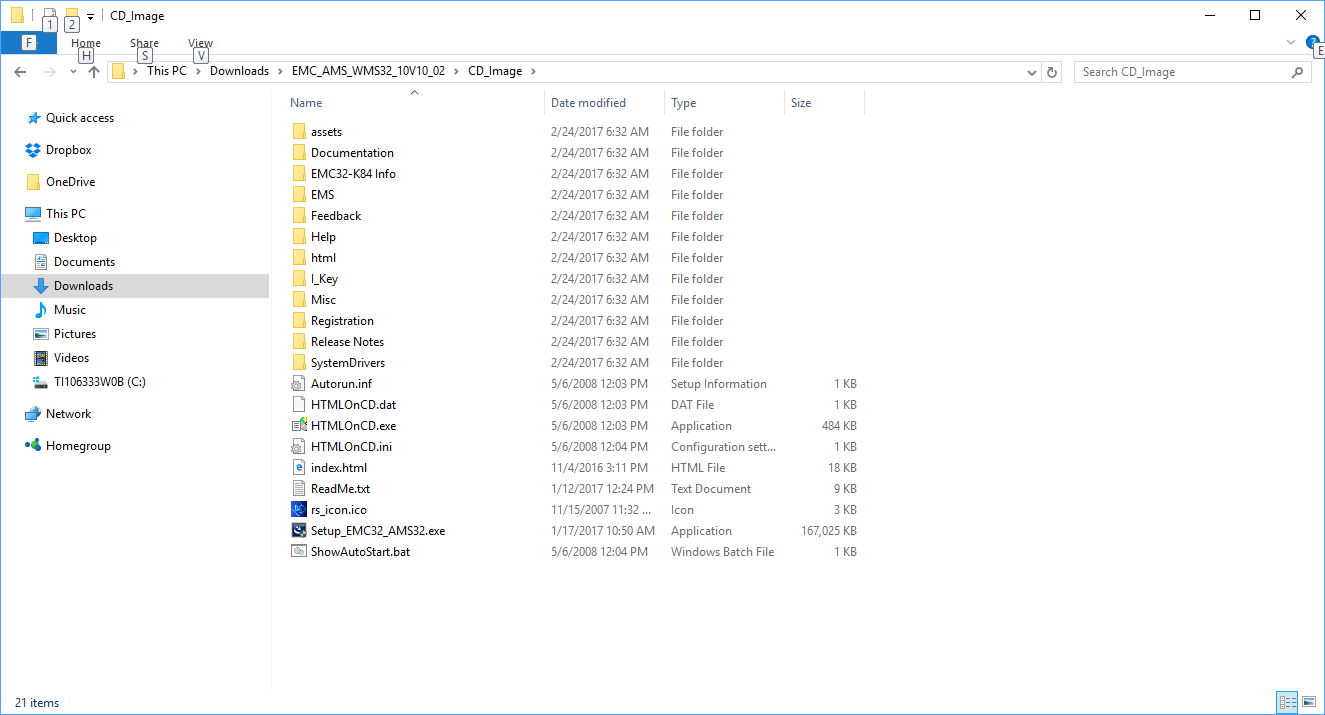 1 2 CD_Image
F Home Share View
H S V E
This PC Downloads EMC_AMS_WMS32_10V10_02 CD_Image Search CD_Image
Name Date modified Type Size
Quick access
Dropbox
OneDrive
This PC
Desktop
Documents
Downloads
Music
Pictures
Videos
TI106333W0B (C:)
Network
Homegroup
assets 2/24/2017 6:32 AM File folder
Documentation 2/24/2017 6:32 AM File folder
EMC32-K84 Info 2/24/2017 6:32 AM File folder
EMS 2/24/2017 6:32 AM File folder
Feedback 2/24/2017 6:32 AM File folder
Help 2/24/2017 6:32 AM File folder
html 2/24/2017 6:32 AM File folder
I_Key 2/24/2017 6:32 AM File folder
Misc 2/24/2017 6:32 AM File folder
Registration 2/24/2017 6:32 AM File folder
Release Notes 2/24/2017 6:32 AM File folder
SystemDrivers 2/24/2017 6:32 AM File folder
Autorun.inf 5/6/2008 12:03 PM Setup Information 1 KB
HTMLOnCD.dat 5/6/2008 12:03 PM DAT File 1 KB
HTMLOnCD.exe 5/6/2008 12:03 PM Application 484 KB
HTMLOnCD.ini 5/6/2008 12:04 PM Configuration sett... 1 KB
index.html 11/4/2016 3:11 PM HTML File 18 KB
ReadMe.txt 1/12/2017 12:24 PM Text Document 9 KB
rs_icon.ico 11/15/2007 11:32 ... Icon 3 KB
Setup_EMC32_AMS32.exe 1/17/2017 10:50 AM Application 167,025 KB
ShowAutoStart.bat 5/6/2008 12:04 PM Windows Batch File 1 KB
21 items